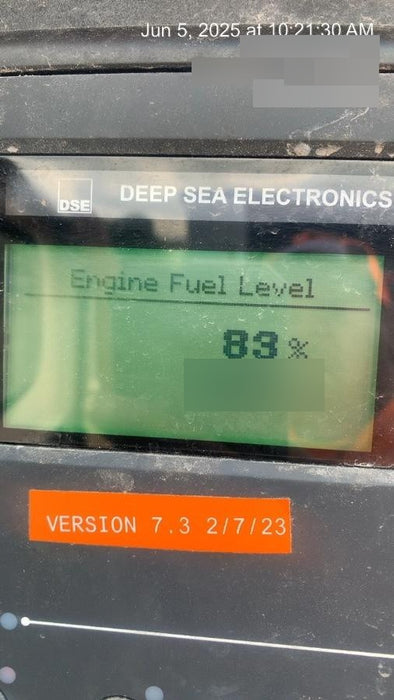 Jun 5, 2025 at 10:21:30 AM
DSE
DEEP SEA ELECTRONICS
Engine Fuel Level
83 %
VERSION 7.3 2/7/23